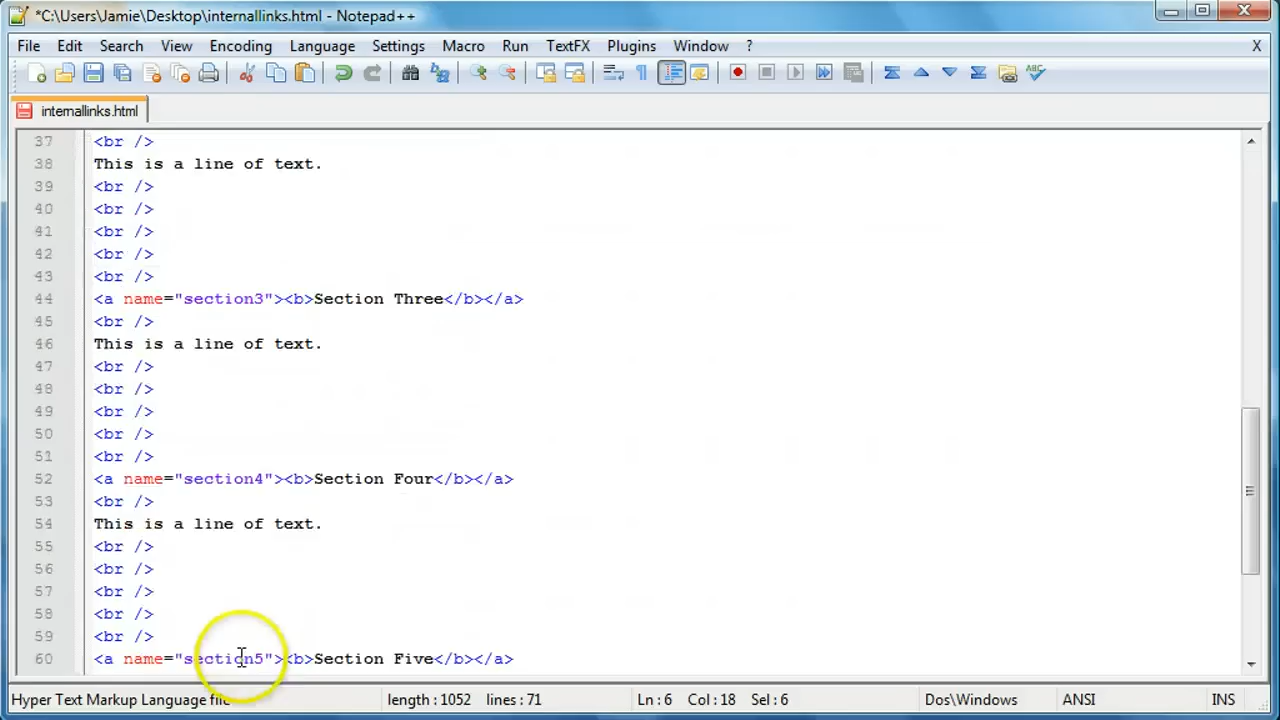 *C:\Users\Jamie\Desktop\internallinks.html - Notepad++
File Edit Search View Encoding Language Settings Macro Run TextFX Plugins Window ? X
internallinks.html
37 <br />
38 This is a line of text.
39 <br />
40 <br />
41 <br />
42 <br />
43 <br />
44 <a name="section3"><b>Section Three</b></a>
45 <br />
46 This is a line of text.
47 <br />
48 <br />
49 <br />
50 <br />
51 <br />
52 <a name="section4"><b>Section Four</b></a>
53 <br />
54 This is a line of text.
55 <br />
56 <br />
57 <br />
58 <br />
59 <br />
60 <a name="section5"><b>Section Five</b></a>
Hyper Text Markup Language file length : 1052 lines : 71 Ln : 6 Col : 18 Sel : 6 Dos\Windows ANSI INS